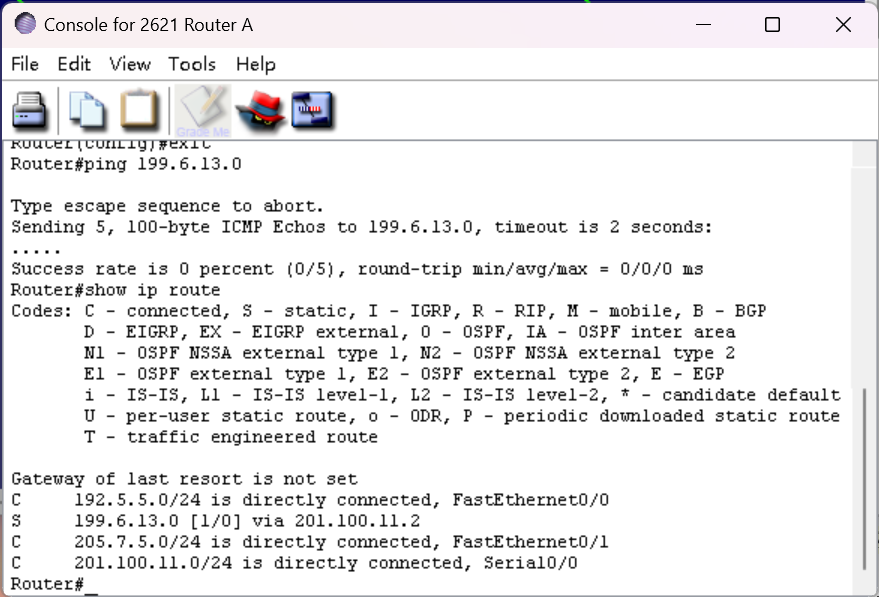 Console for 2621 Router A
File Edit View Tools Help
Grade Me
Router(config)#exit
Router#ping 199.6.13.0
Type escape sequence to abort.
Sending 5, 100-byte ICMP Echos to 199.6.13.0, timeout is 2 seconds:
.....
Success rate is 0 percent (0/5), round-trip min/avg/max = 0/0/0 ms
Router#show ip route
Codes: C - connected, S - static, I - IGRP, R - RIP, M - mobile, B - BGP
D - EIGRP, EX - EIGRP external, O - OSPF, IA - OSPF inter area
N1 - OSPF NSSA external type 1, N2 - OSPF NSSA external type 2
E1 - OSPF external type 1, E2 - OSPF external type 2, E - EGP
i - IS-IS, L1 - IS-IS level-1, L2 - IS-IS level-2, * - candidate default
U - per-user static route, o - ODR, P - periodic downloaded static route
T - traffic engineered route
Gateway of last resort is not set
C 192.5.5.0/24 is directly connected, FastEthernet0/0
S 199.6.13.0 [1/0] via 201.100.11.2
C 205.7.5.0/24 is directly connected, FastEthernet0/1
C 201.100.11.0/24 is directly connected, Serial0/0
Router#_